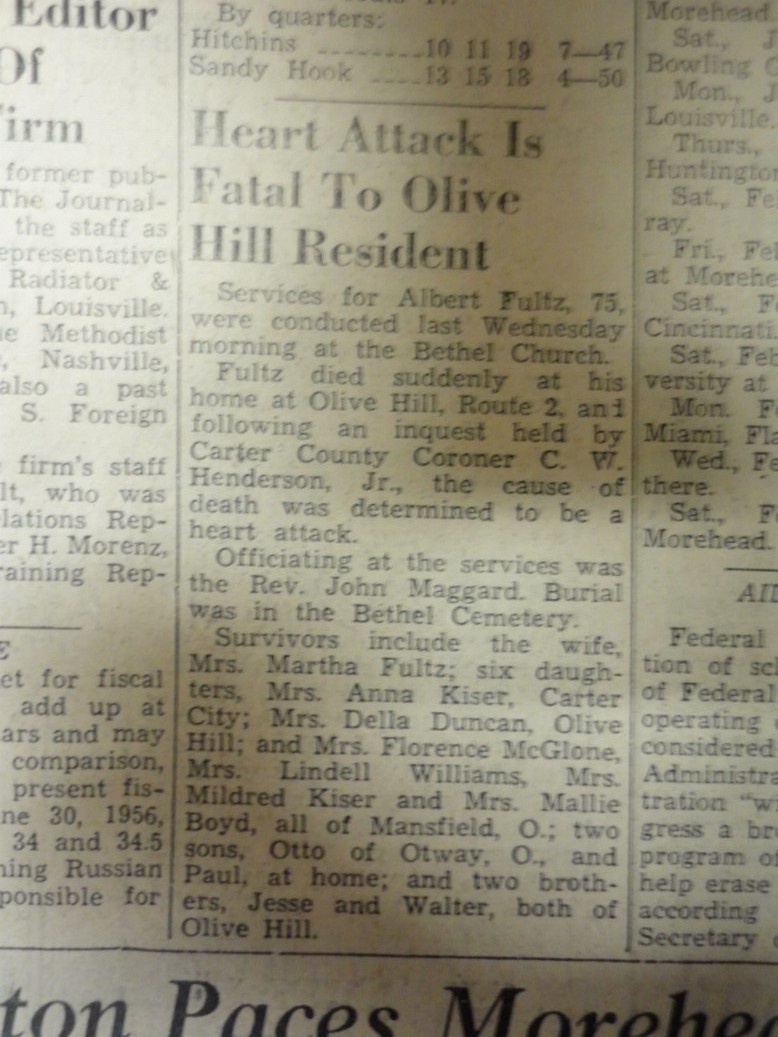 Editor
Of
irm
former pub-
The Journal-
the staff as
epresentative
Radiator &
n, Louisville.
ne Methodist
, Nashville,
also a past
S. Foreign
firm's staff
lt, who was
lations Rep-
er H. Morenz,
raining Rep-
E
et for fiscal
add up at
ars and may
comparison,
present fis-
ne 30, 1956,
34 and 34.5
ning Russian
ponsible for
By quarters:
Hitchins ........10 11 19 7—47
Sandy Hook ....13 15 18 4—50
Heart Attack Is
Fatal To Olive
Hill Resident
Services for Albert Fultz, 75,
were conducted last Wednesday
morning at the Bethel Church.
Fultz died suddenly at his
home at Olive Hill, Route 2, and
following an inquest held by
Carter County Coroner C. W.
Henderson, Jr., the cause of
death was determined to be a
heart attack.
Officiating at the services was
the Rev. John Maggard. Burial
was in the Bethel Cemetery.
Survivors include the wife,
Mrs. Martha Fultz; six daugh-
ters, Mrs. Anna Kiser, Carter
City; Mrs. Della Duncan, Olive
Hill; and Mrs. Florence McGlone,
Mrs. Lindell Williams, Mrs.
Mildred Kiser and Mrs. Mallie
Boyd, all of Mansfield, O.; two
sons, Otto of Otway, O., and
Paul, at home; and two broth-
ers, Jesse and Walter, both of
Olive Hill.
Morehead.
Sat., J
Bowling G
Mon., J
Louisville.
Thurs.,
Huntington
Sat., Fe
ray.
Fri., Fe
at Morehe
Sat., F
Cincinnati.
Sat., Feb
versity at
Mon. Fe
Miami, Fla
Wed., Fe
there.
Sat., F
Morehead.
AID
Federal
tion of sch
of Federal
operating
considered
Administra
tration "wi
gress a bro
program of
help erase
according
Secretary
ton Paces Morehea